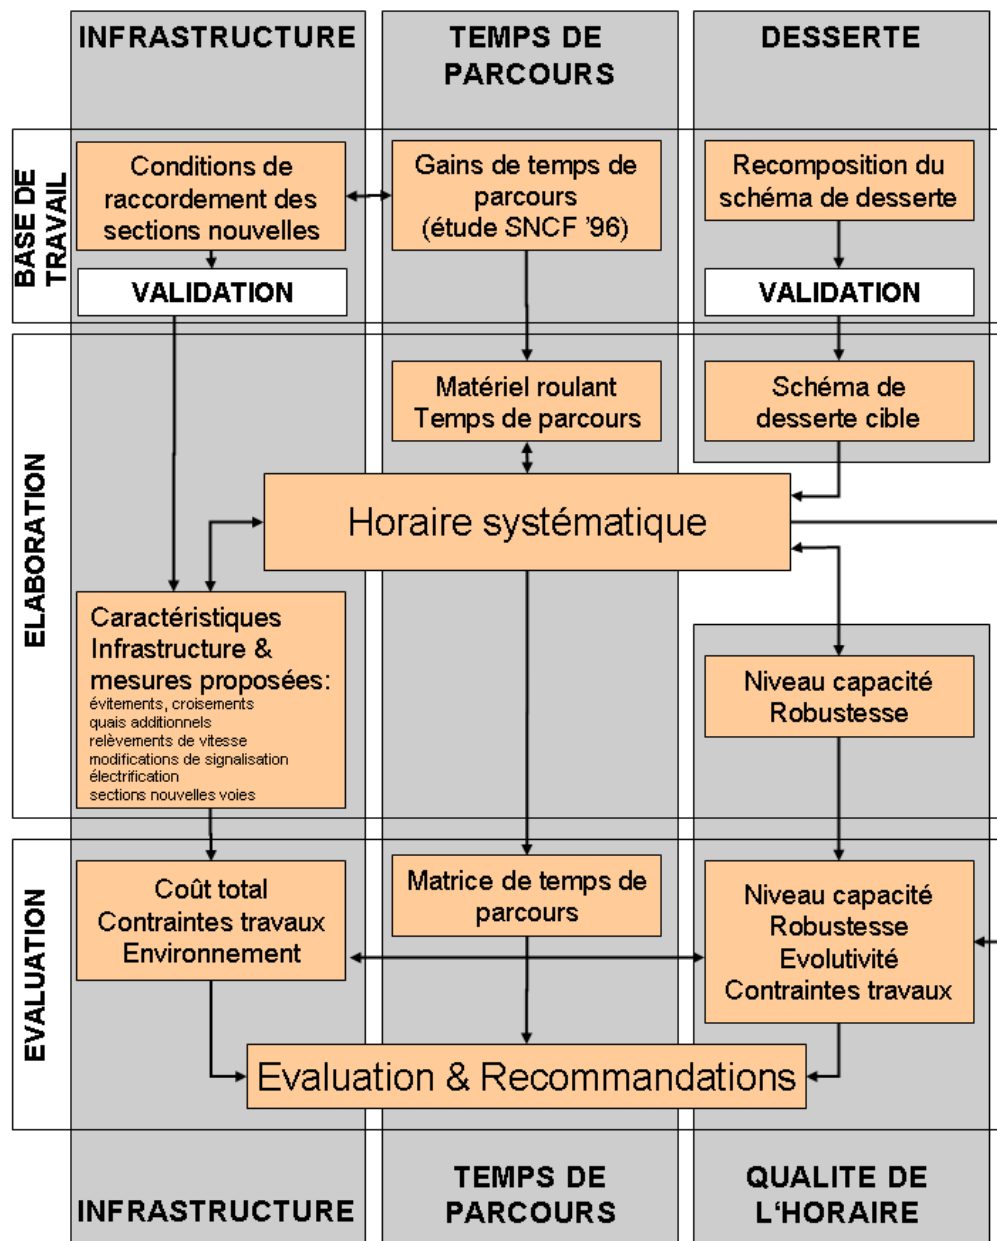 INFRASTRUCTURE
TEMPS DE
PARCOURS
DESSERTE
BASE DE
TRAVAIL
Conditions de
raccordement des
sections nouvelles
Gains de temps de
parcours
(étude SNCF '96)
Recomposition du
schéma de desserte
VALIDATION
VALIDATION
ELABORATION
Matériel roulant
Temps de parcours
Schéma de
desserte cible
Horaire systématique
Caractéristiques
Infrastructure &
mesures proposées:
évitements, croisements
quais additionnels
relèvements de vitesse
modifications de signalisation
électrification
sections nouvelles voies
Niveau capacité
Robustesse
EVALUATION
Coût total
Contraintes travaux
Environnement
Matrice de temps de
parcours
Niveau capacité
Robustesse
Evolutivité
Contraintes travaux
Evaluation & Recommandations
INFRASTRUCTURE
TEMPS DE
PARCOURS
QUALITE DE
L'HORAIRE